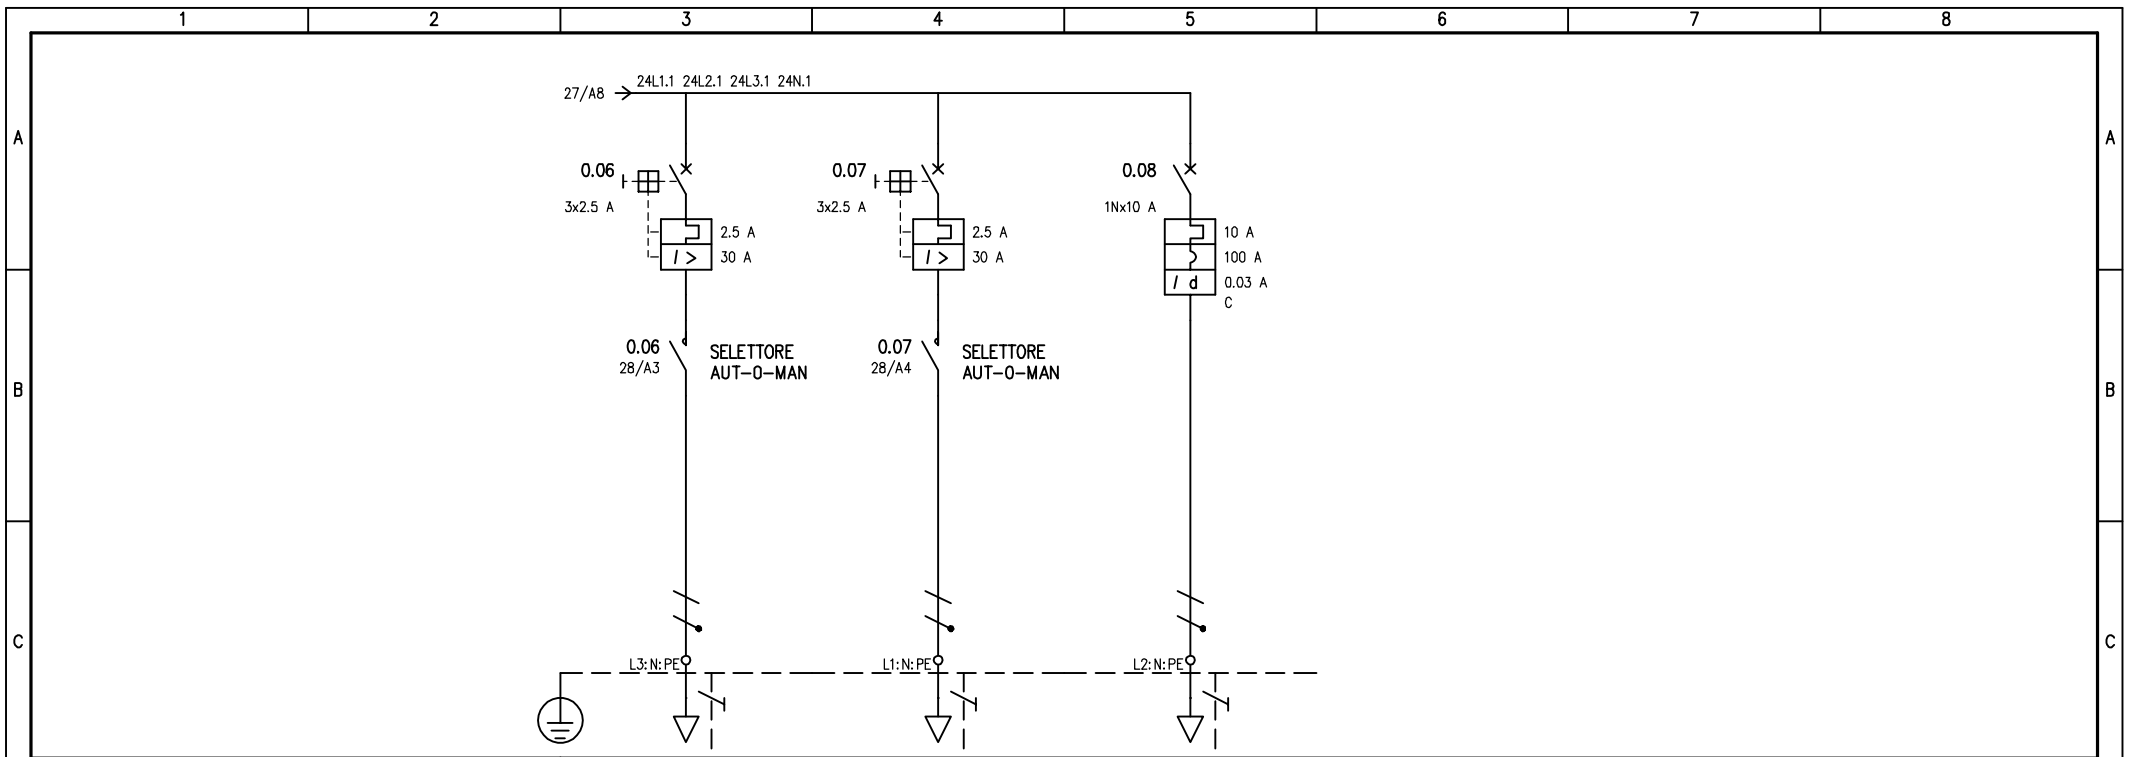 1 2 3 4 5 6 7 8
24L1.1 24L2.1 24L3.1 24N.1
27/A8
A A
0.06 0.07 0.08
3x2.5 A 3x2.5 A 1Nx10 A
2.5 A 2.5 A 10 A
I > 30 A I > 30 A 100 A
I d 0.03 A
C
0.06 SELETTORE 0.07 SELETTORE
28/A3 AUT-0-MAN 28/A4 AUT-0-MAN
B B
C C
L3:N:PE L1:N:PE L2:N:PE